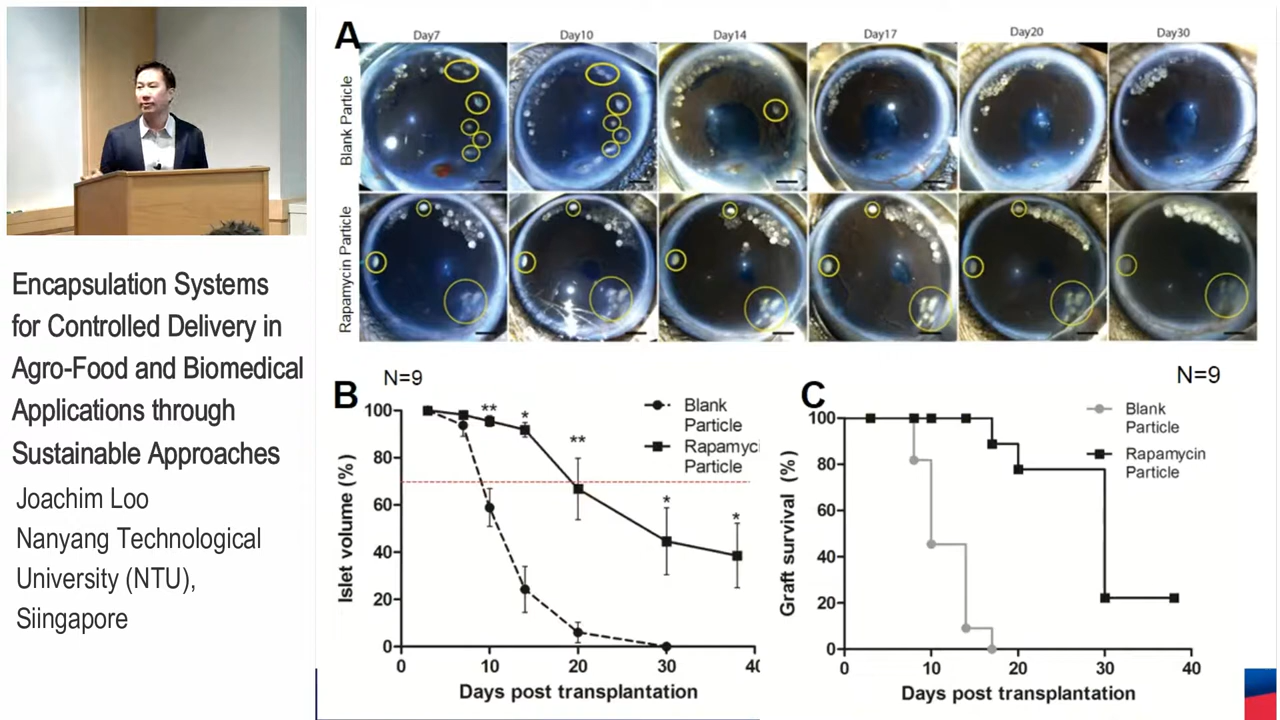 Encapsulation Systems
for Controlled Delivery in
Agro-Food and Biomedical
Applications through
Sustainable Approaches
Joachim Loo
Nanyang Technological
University (NTU),
Siingapore
A
Day7 Day10 Day14 Day17 Day20 Day30
Blank Particle
Rapamycin Particle
B
N=9
Blank
Particle
Rapamyci
Particle
** * ** * *
Islet volume (%)
100
80
60
40
20
0
0 10 20 30 40
Days post transplantation
C
N=9
Blank
Particle
Rapamycin
Particle
Graft survival (%)
100
80
60
40
20
0
0 10 20 30 40
Days post transplantation